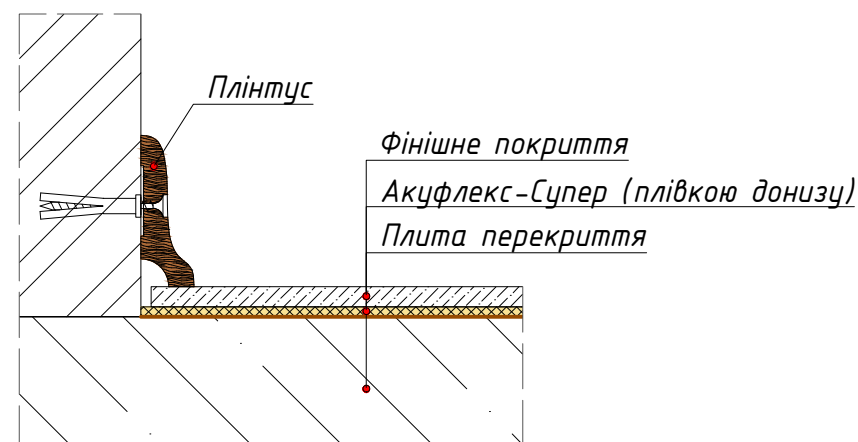 Плінтус
Фінішне покриття
Акуфлекс-Супер (плівкою донизу)
Плита перекриття